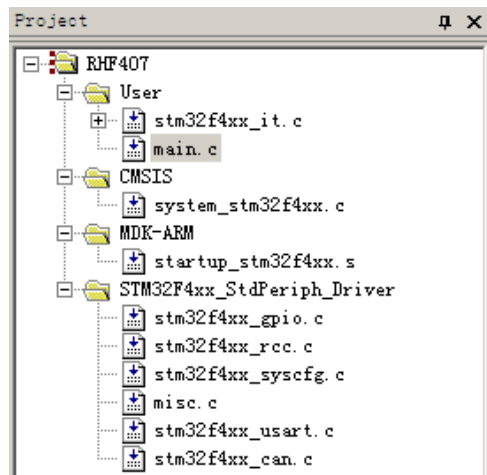 Project
RHF407
User
stm32f4xx_it.c
main.c
CMSIS
system_stm32f4xx.c
MDK-ARM
startup_stm32f4xx.s
STM32F4xx_StdPeriph_Driver
stm32f4xx_gpio.c
stm32f4xx_rcc.c
stm32f4xx_syscfg.c
misc.c
stm32f4xx_usart.c
stm32f4xx_can.c